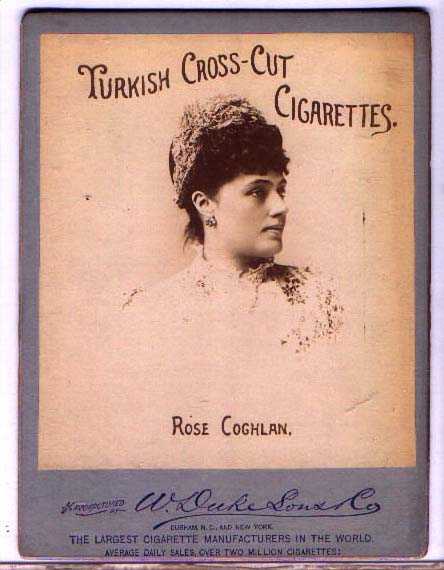 TURKISH CROSS-CUT
CIGARETTES.
ROSE COGHLAN.
MANUFACTURED BY W. Duke Sons & Co
DURHAM, N. C., AND NEW YORK.
THE LARGEST CIGARETTE MANUFACTURERS IN THE WORLD.
AVERAGE DAILY SALES, OVER TWO MILLION CIGARETTES!